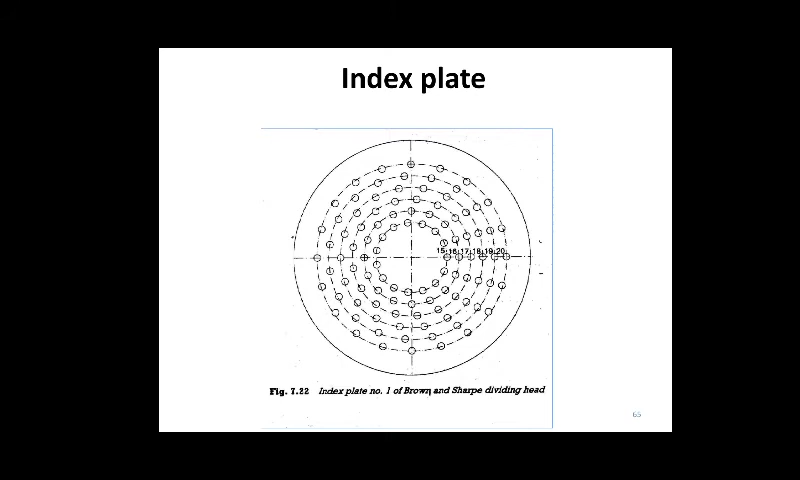 Index plate
15 16 17 18 19 20
Fig. 7.22 Index plate no. 1 of Brown and Sharpe dividing head
65